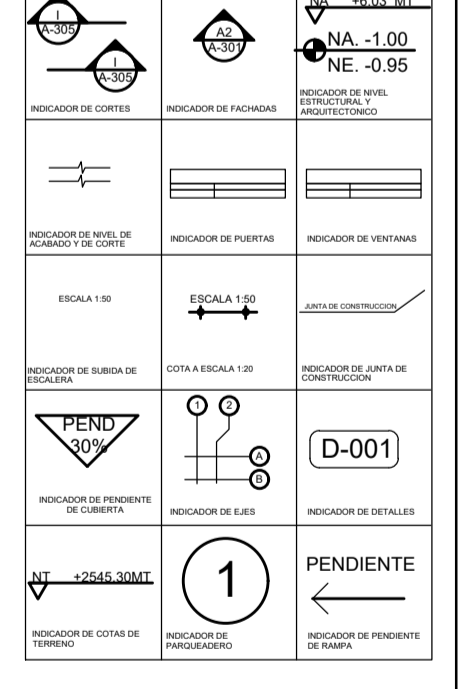 I
A-305
I
A-305
INDICADOR DE CORTES
A2
A-301
INDICADOR DE FACHADAS
NA +6.03 MT
NA. -1.00
NE. -0.95
INDICADOR DE NIVEL
ESTRUCTURAL Y
ARQUITECTONICO
INDICADOR DE NIVEL DE
ACABADO Y DE CORTE
INDICADOR DE PUERTAS
INDICADOR DE VENTANAS
ESCALA 1:50
INDICADOR DE SUBIDA DE
ESCALERA
ESCALA 1:50
COTA A ESCALA 1:20
JUNTA DE CONSTRUCCION
INDICADOR DE JUNTA DE
CONSTRUCCION
PEND
30%
INDICADOR DE PENDIENTE
DE CUBIERTA
1
2
A
B
INDICADOR DE EJES
D-001
INDICADOR DE DETALLES
NT +2545.30MT
INDICADOR DE COTAS DE
TERRENO
1
INDICADOR DE
PARQUEADERO
PENDIENTE
INDICADOR DE PENDIENTE
DE RAMPA